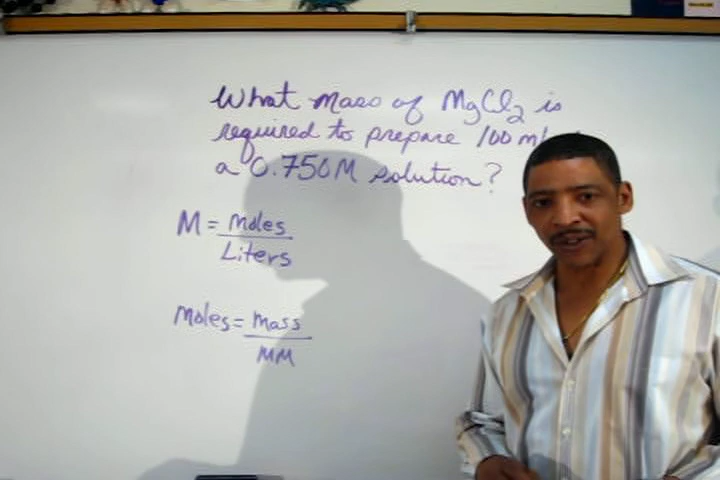 What mass of MgCl2 is
required to prepare 100 ml
a 0.750M solution?
M = Moles
Liters
Moles = Mass
MM